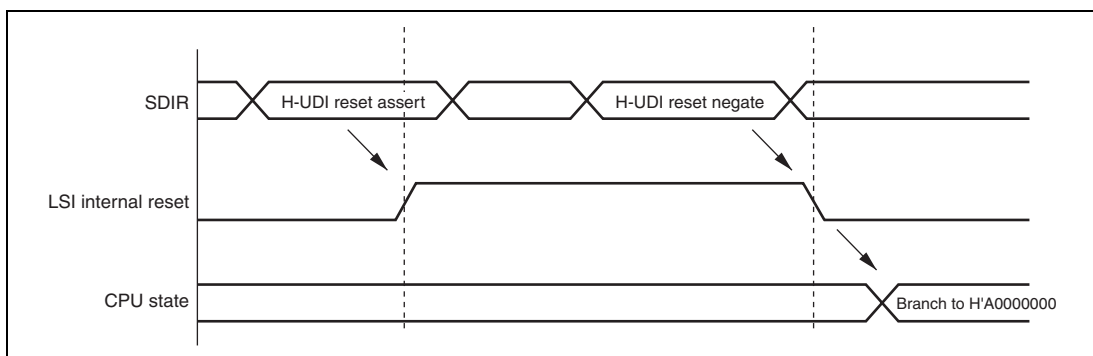 SDIR
H-UDI reset assert
H-UDI reset negate
LSI internal reset
CPU state
Branch to H'A0000000